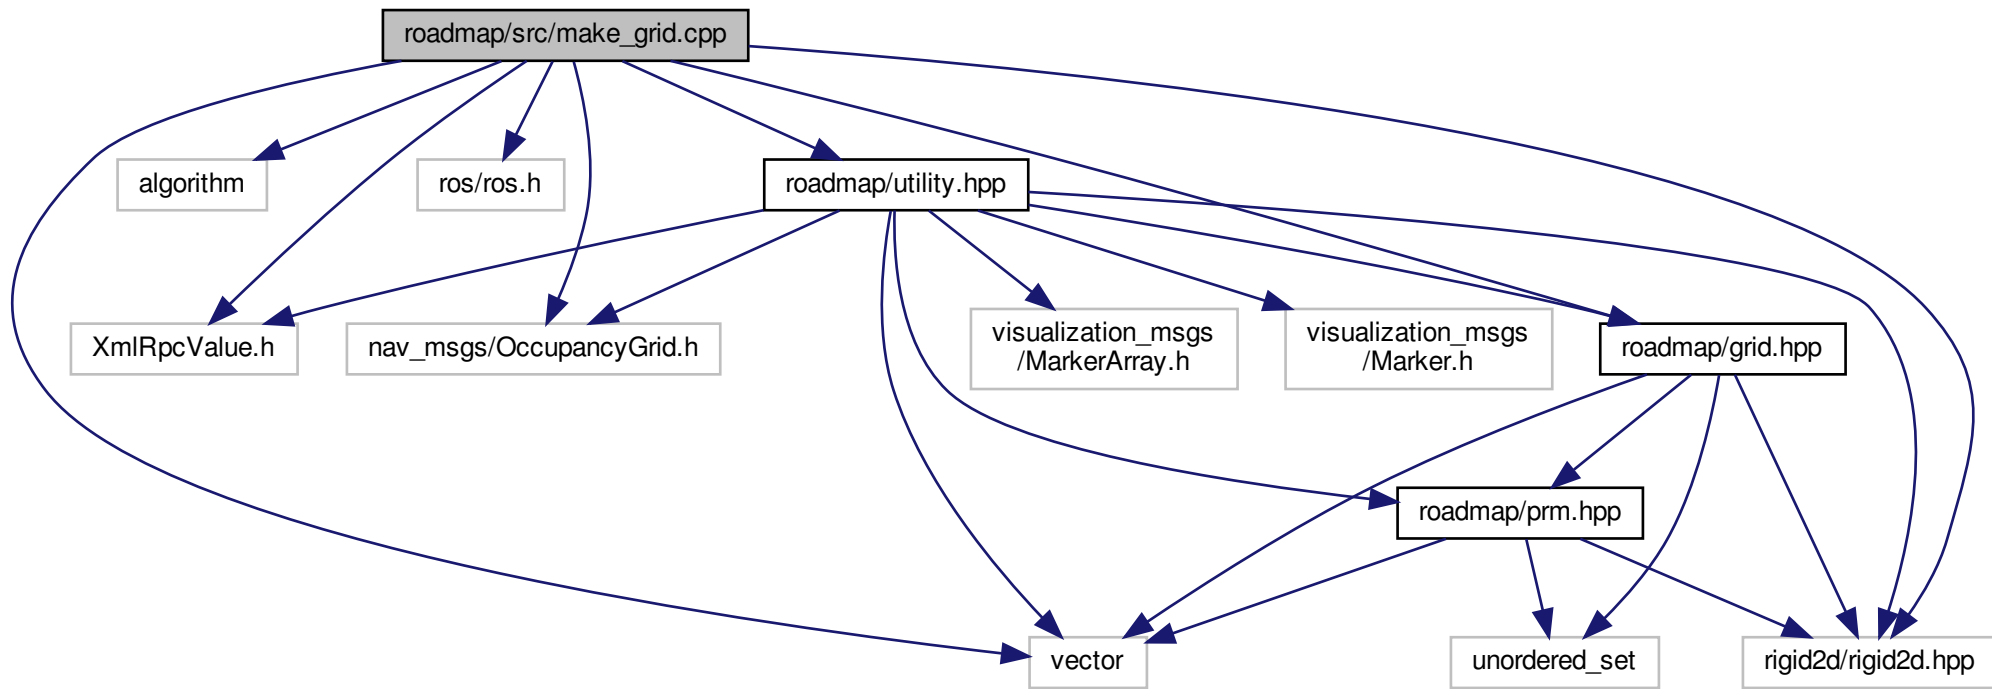 roadmap/src/make_grid.cpp
algorithm
ros/ros.h
roadmap/utility.hpp
XmlRpcValue.h
nav_msgs/OccupancyGrid.h
visualization_msgs
/MarkerArray.h
visualization_msgs
/Marker.h
roadmap/grid.hpp
roadmap/prm.hpp
vector
unordered_set
rigid2d/rigid2d.hpp